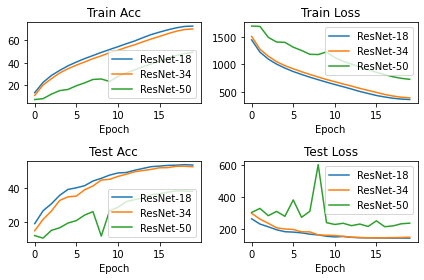 Train Acc
60
40
20
0
5
10
15
Epoch
ResNet-18
ResNet-34
ResNet-50
Train Loss
1500
1000
500
0
5
10
15
Epoch
ResNet-18
ResNet-34
ResNet-50
Test Acc
40
20
0
5
10
15
Epoch
ResNet-18
ResNet-34
ResNet-50
Test Loss
600
400
200
0
5
10
15
Epoch
ResNet-18
ResNet-34
ResNet-50